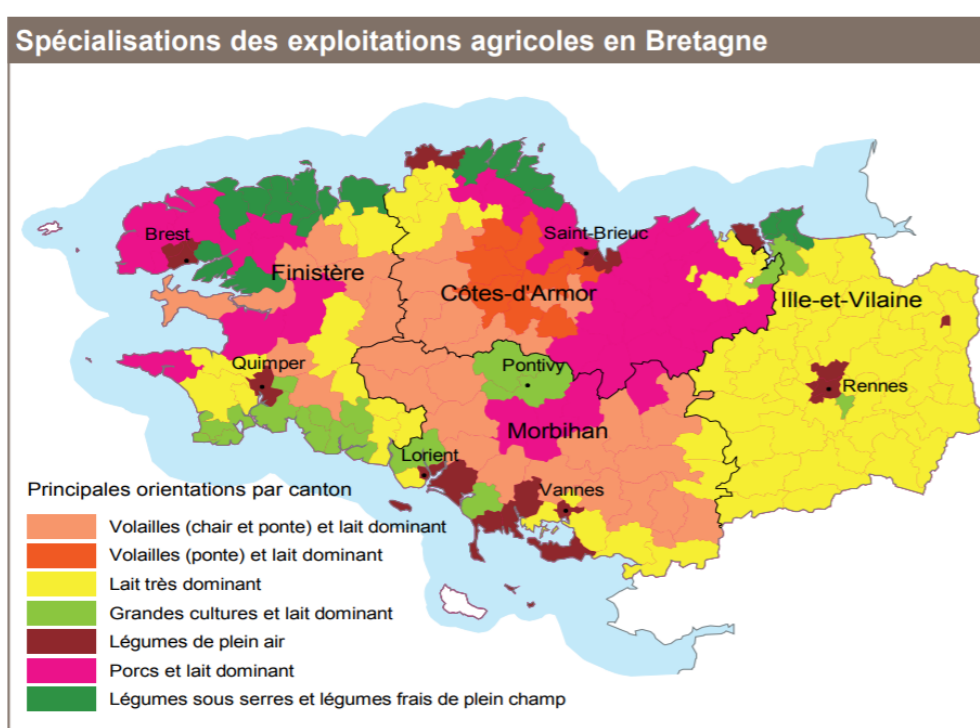 Spécialisations des exploitations agricoles en Bretagne
Brest
Saint-Brieuc
Finistère
Côtes-d'Armor
Ille-et-Vilaine
Quimper
Pontivy
Rennes
Morbihan
Lorient
Vannes
Principales orientations par canton
Volailles (chair et ponte) et lait dominant
Volailles (ponte) et lait dominant
Lait très dominant
Grandes cultures et lait dominant
Légumes de plein air
Porcs et lait dominant
Légumes sous serres et légumes frais de plein champ